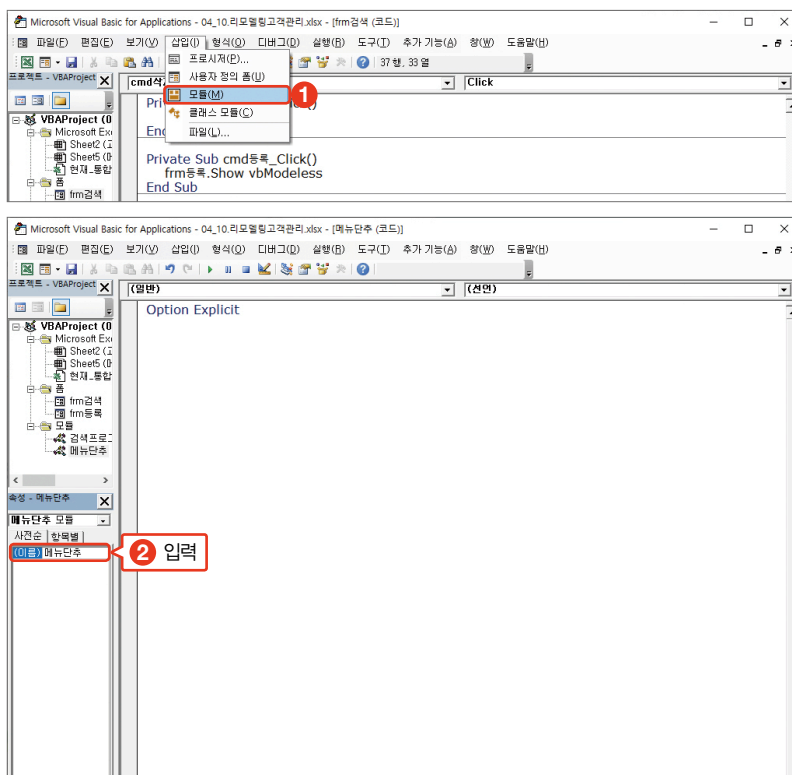 Microsoft Visual Basic for Applications - 04_10.리모델링고객관리.xlsx - [frm검색 (코드)]
파일(F) 편집(E) 보기(V) 삽입(I) 형식(O) 디버그(D) 실행(R) 도구(T) 추가 기능(A) 창(W) 도움말(H)
37 행, 33 열
프로시저(P)...
사용자 정의 폼(U)
모듈(M)
클래스 모듈(C)
파일(L)...
1
프로젝트 - VBAProject
Click
VBAProject (0
Microsoft Exc
Sheet2
Sheet5
현재_통합
폼
frm검색
Private Sub cmd등록_Click()
frm등록.Show vbModeless
End Sub
Microsoft Visual Basic for Applications - 04_10.리모델링고객관리.xlsx - [메뉴단추 (코드)]
파일(F) 편집(E) 보기(V) 삽입(I) 형식(O) 디버그(D) 실행(R) 도구(T) 추가 기능(A) 창(W) 도움말(H)
프로젝트 - VBAProject
(일반)
(선언)
Option Explicit
VBAProject (0
Microsoft Exc
Sheet2
Sheet5
현재_통합
폼
frm검색
frm등록
모듈
검색프로
메뉴단추
속성 - 메뉴단추
메뉴단추 모듈
사전순 항목별
(이름) 메뉴단추
2 입력